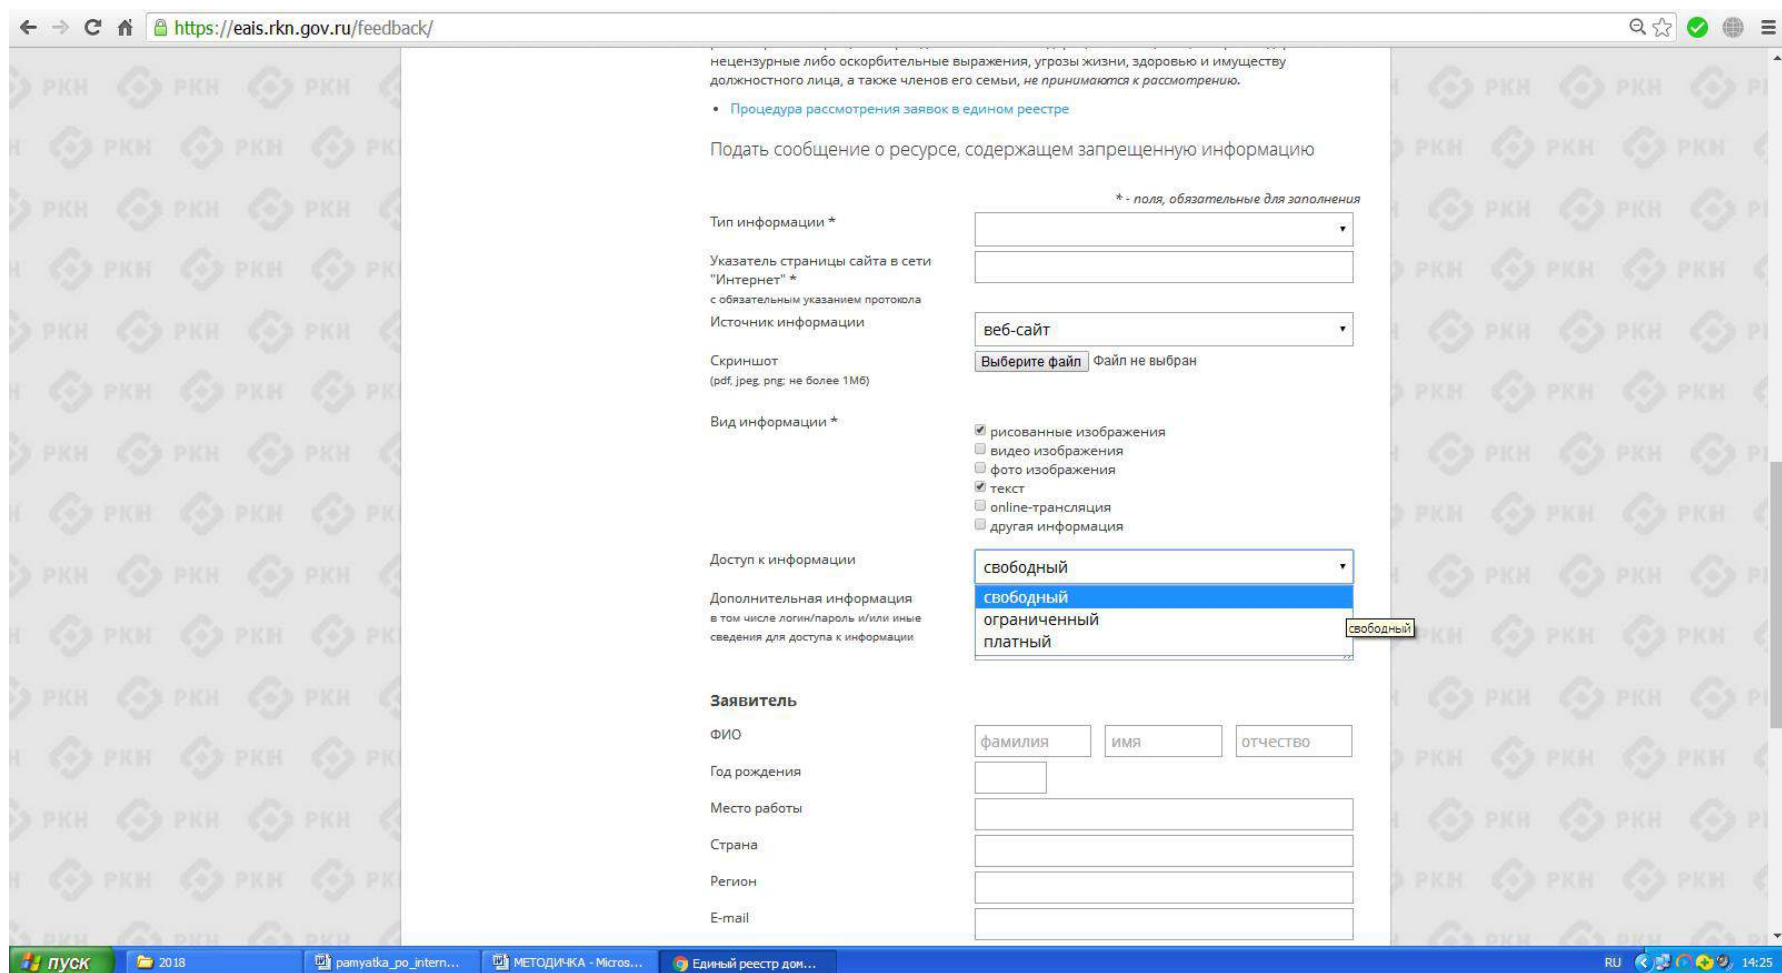 https://eais.rkn.gov.ru/feedback/
нецензурные либо оскорбительные выражения, угрозы жизни, здоровью и имуществу
должностного лица, а также членов его семьи, не принимаются к рассмотрению.
• Процедура рассмотрения заявок в едином реестре
Подать сообщение о ресурсе, содержащем запрещенную информацию
* - поля, обязательные для заполнения
Тип информации *
Указатель страницы сайта в сети
"Интернет" *
с обязательным указанием протокола
Источник информации
веб-сайт
Скриншот
(pdf, jpeg, png; не более 1Мб)
Выберите файл Файл не выбран
Вид информации *
рисованные изображения
видео изображения
фото изображения
текст
online-трансляция
другая информация
Доступ к информации
свободный
Дополнительная информация
в том числе логин/пароль и/или иные
сведения для доступа к информации
свободный
ограниченный
платный
свободный
Заявитель
ФИО
фамилия имя отчество
Год рождения
Место работы
Страна
Регион
E-mail
РКН
пуск 2018 pamyatka_po_intern... МЕТОДИЧКА - Micros... Единый реестр дом... RU 14:25